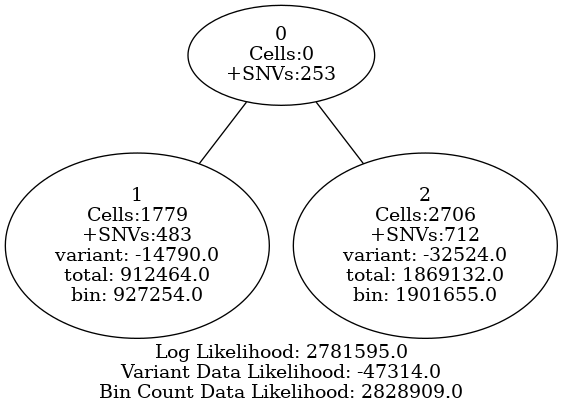 0
Cells:0
+SNVs:253
1
Cells:1779
+SNVs:483
variant: -14790.0
total: 912464.0
bin: 927254.0
2
Cells:2706
+SNVs:712
variant: -32524.0
total: 1869132.0
bin: 1901655.0
Log Likelihood: 2781595.0
Variant Data Likelihood: -47314.0
Bin Count Data Likelihood: 2828909.0